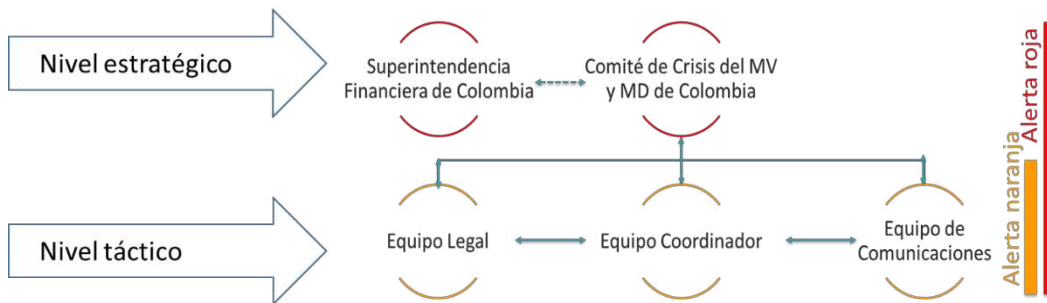 Nivel estratégico
Superintendencia
Financiera de Colombia
Comité de Crisis del MV
y MD de Colombia
Alerta roja
Nivel táctico
Equipo Legal
Equipo Coordinador
Equipo de
Comunicaciones
Alerta naranja